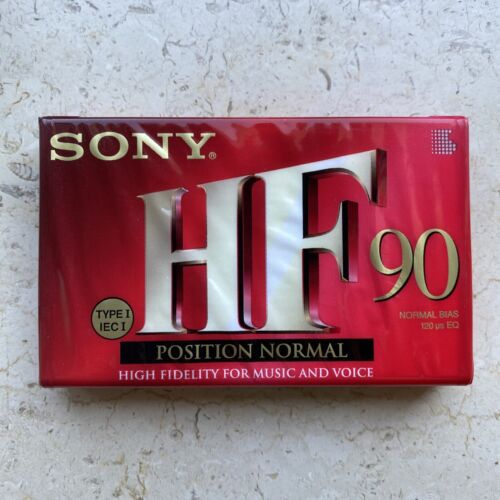 SONY®
HF 90
TYPE I
IEC I
NORMAL BIAS
120 µs EQ
POSITION NORMAL
HIGH FIDELITY FOR MUSIC AND VOICE